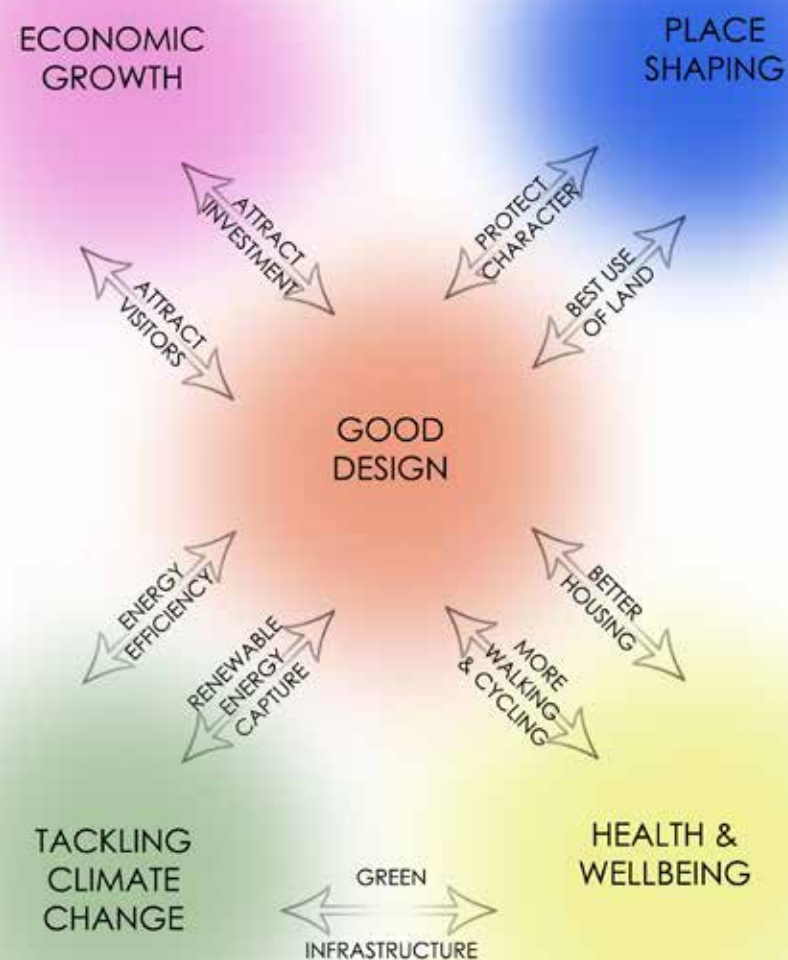 ECONOMIC
GROWTH
PLACE
SHAPING
ATTRACT
INVESTMENT
PROTECT
CHARACTER
ATTRACT
VISITORS
BEST USE
OF LAND
GOOD
DESIGN
ENERGY
EFFICIENCY
RENEWABLE
ENERGY
CAPTURE
BETTER
HOUSING
MORE
WALKING
& CYCLING
TACKLING
CLIMATE
CHANGE
HEALTH &
WELLBEING
GREEN
INFRASTRUCTURE